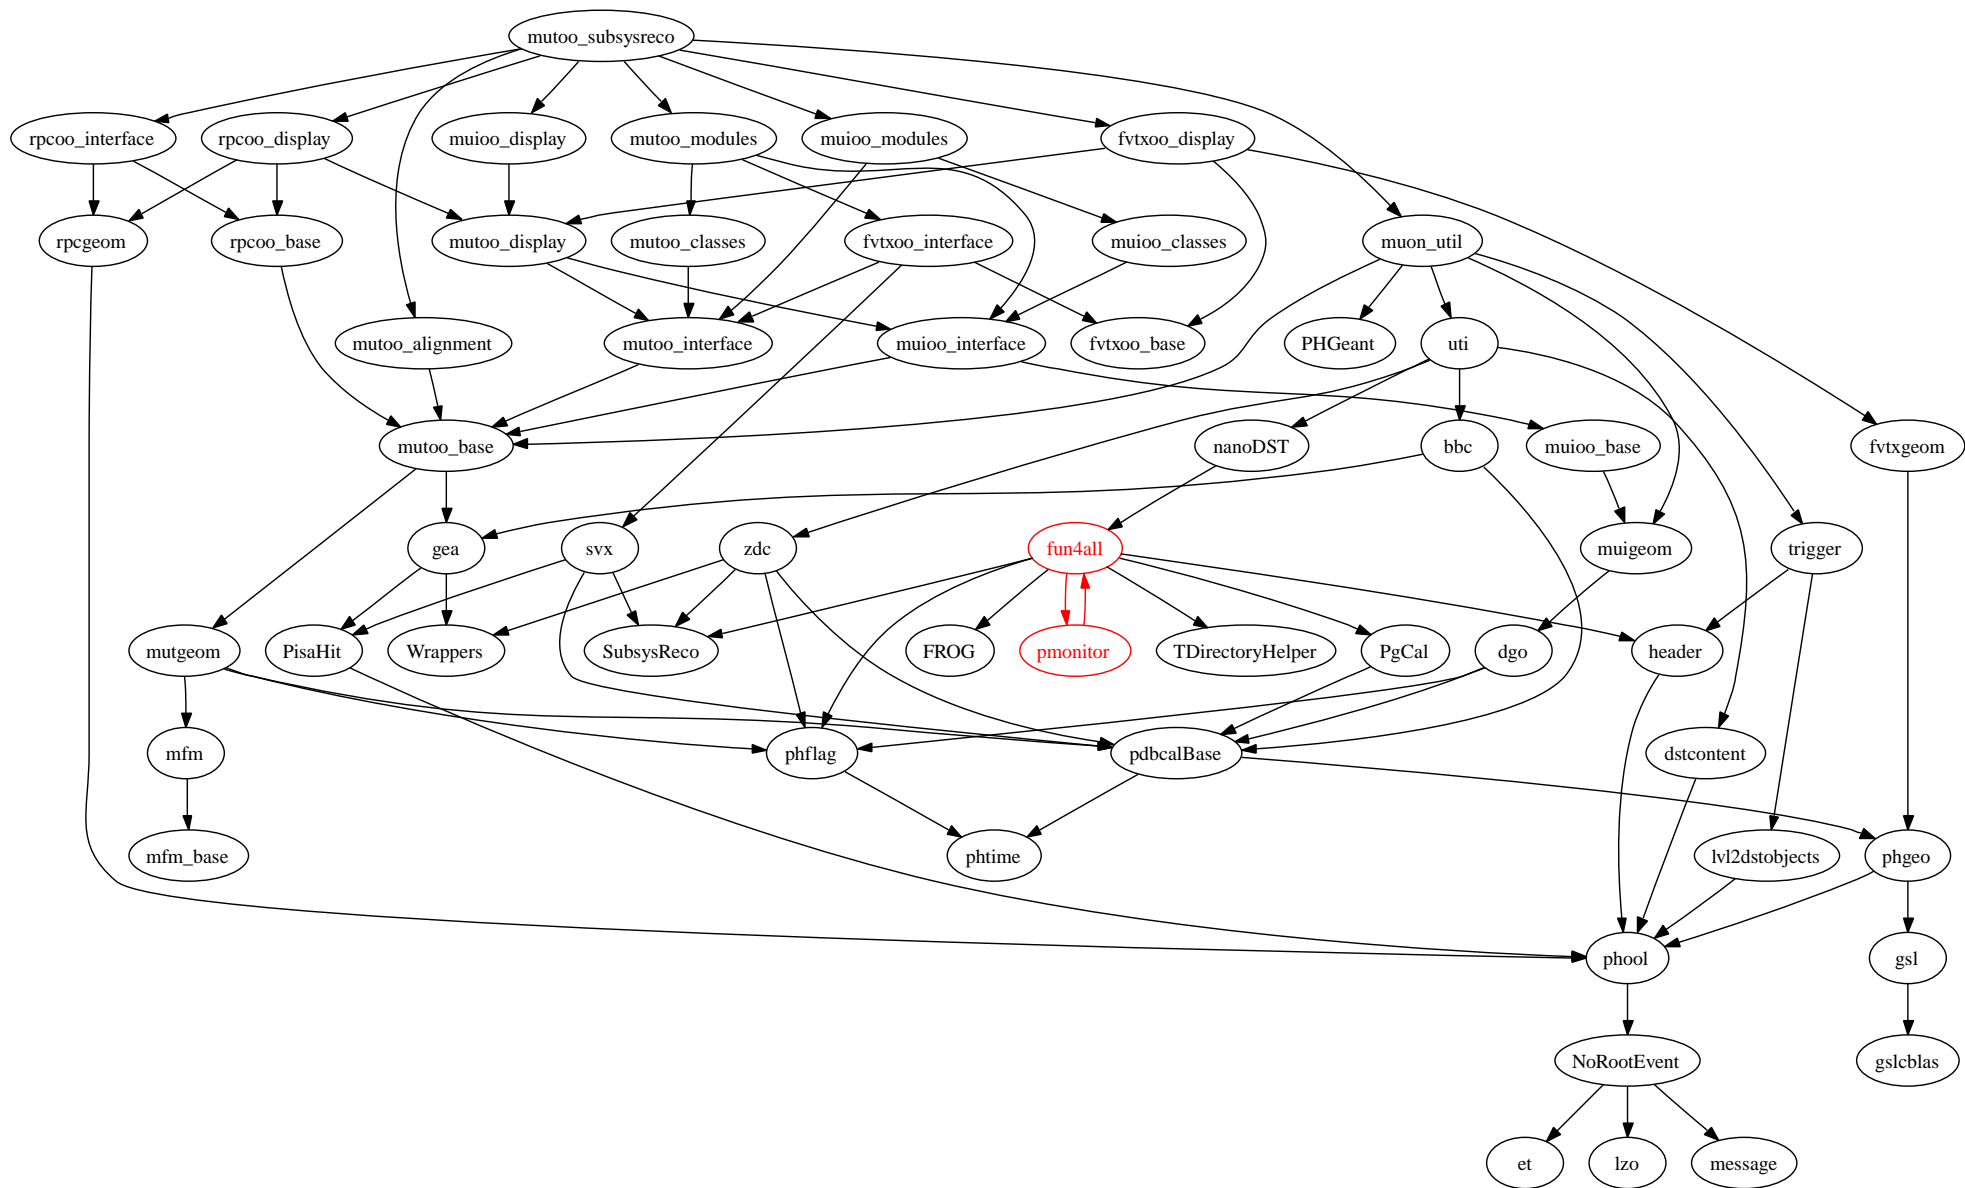 mutoo_subsysreco
rpcoo_interface
rpcoo_display
muioo_display
mutoo_modules
muioo_modules
fvtxoo_display
rpcgeom
rpcoo_base
mutoo_display
mutoo_classes
fvtxoo_interface
muioo_classes
muon_util
mutoo_alignment
mutoo_interface
muioo_interface
fvtxoo_base
PHGeant
uti
mutoo_base
nanoDST
bbc
muioo_base
fvtxgeom
gea
svx
zdc
fun4all
muigeom
trigger
mutgeom
PisaHit
Wrappers
SubsysReco
FROG
pmonitor
TDirectoryHelper
PgCal
dgo
header
mfm
phflag
pdbcalBase
dstcontent
mfm_base
phtime
lvl2dstobjects
phgeo
phool
gsl
NoRootEvent
gslcblas
et
lzo
message